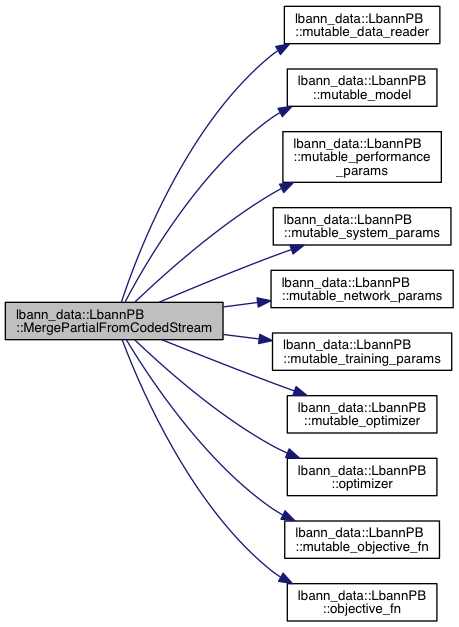 lbann_data::LbannPB
::mutable_data_reader
lbann_data::LbannPB
::mutable_model
lbann_data::LbannPB
::mutable_performance
_params
lbann_data::LbannPB
::mutable_system_params
lbann_data::LbannPB
::mutable_network_params
lbann_data::LbannPB
::MergePartialFromCodedStream
lbann_data::LbannPB
::mutable_training_params
lbann_data::LbannPB
::mutable_optimizer
lbann_data::LbannPB
::optimizer
lbann_data::LbannPB
::mutable_objective_fn
lbann_data::LbannPB
::objective_fn